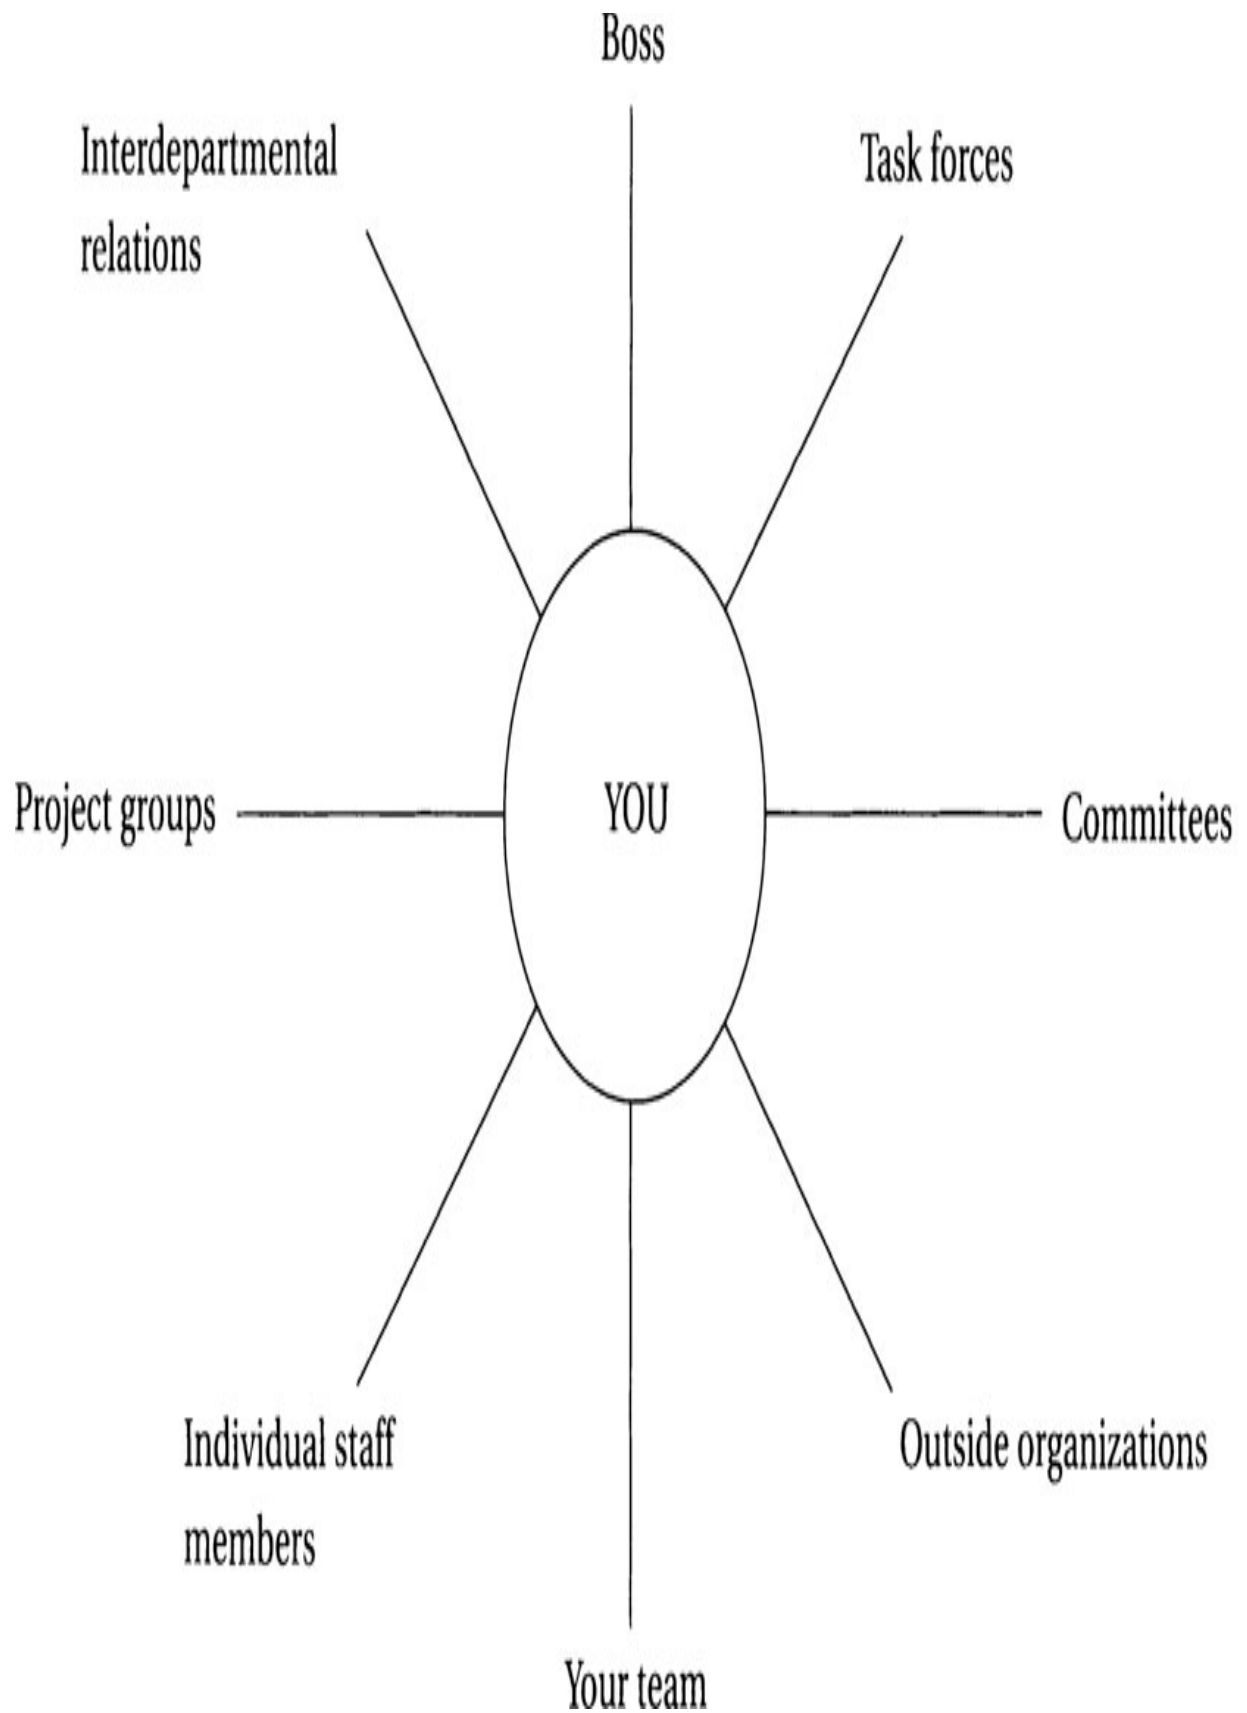 Boss
Interdepartmental
relations
Task forces
Project groups
YOU
Committees
Individual staff
members
Outside organizations
Your team